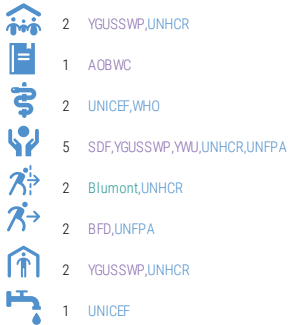 2 YGUSSWP,UNHCR
1 AOBWC
2 UNICEF,WHO
5 SDF,YGUSSWP,YWU,UNHCR,UNFPA
2 Blumont,UNHCR
2 BFD,UNFPA
2 YGUSSWP,UNHCR
1 UNICEF